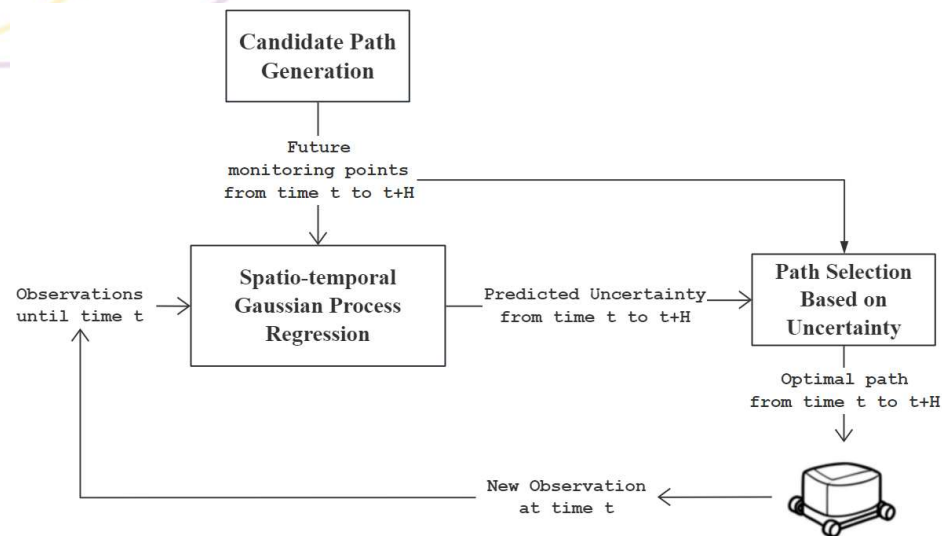 Candidate Path
Generation
Future
monitoring points
from time t to t+H
Spatio-temporal
Gaussian Process
Regression
Observations
until time t
Predicted Uncertainty
from time t to t+H
Path Selection
Based on
Uncertainty
Optimal path
from time t to t+H
New Observation
at time t